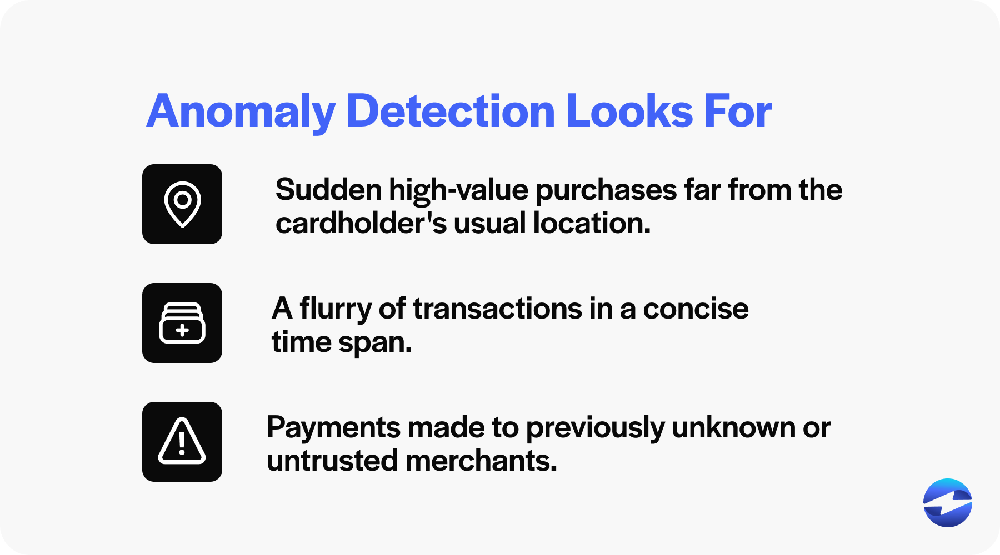 Anomaly Detection Looks For
Sudden high-value purchases far from the
cardholder's usual location.
A flurry of transactions in a concise
time span.
Payments made to previously unknown or
untrusted merchants.